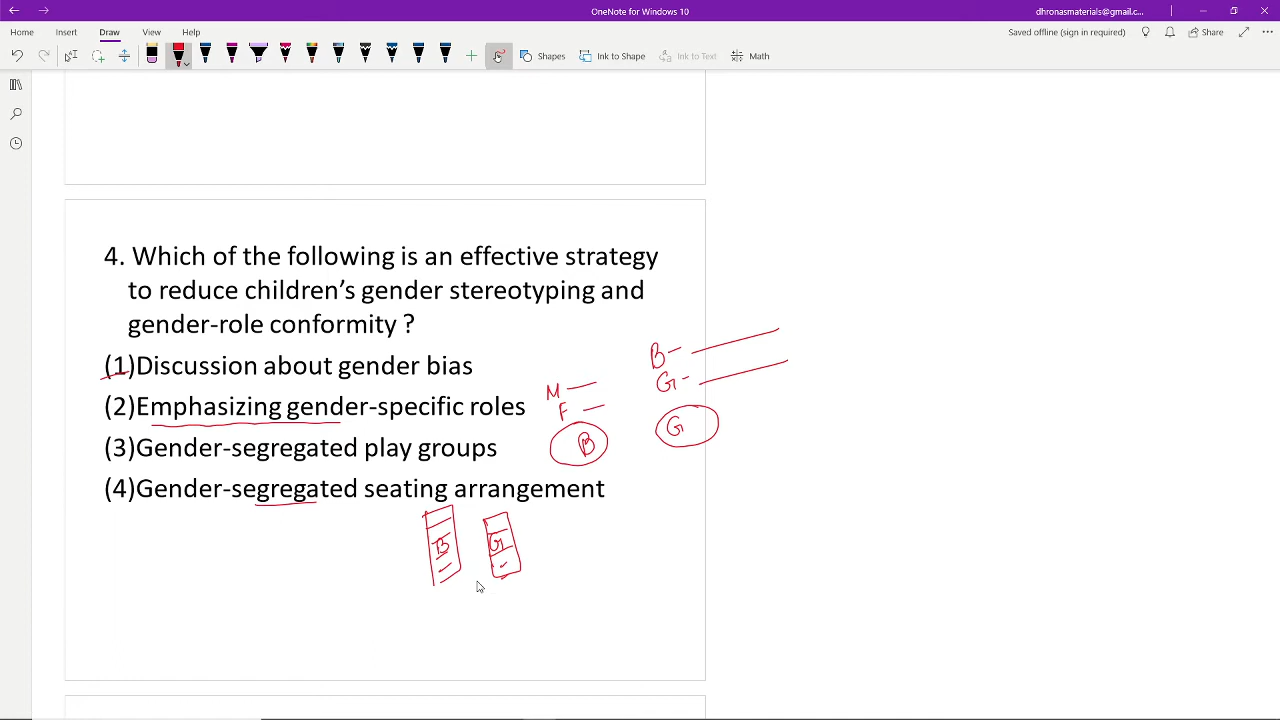 OneNote for Windows 10
dhronasmaterials@gmail.c...
Home Insert Draw View Help
Saved offline (sign in required)
Share
Shapes
Ink to Shape
Ink to Text
Math
4. Which of the following is an effective strategy
to reduce children’s gender stereotyping and
gender-role conformity ?
(1)Discussion about gender bias
(2)Emphasizing gender-specific roles
(3)Gender-segregated play groups
(4)Gender-segregated seating arrangement
B -
G -
M
F
B
G
B
G